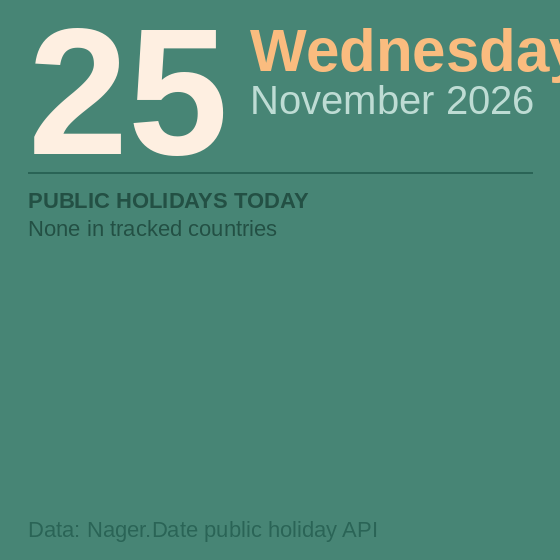 25
Wednesday
November 2026
PUBLIC HOLIDAYS TODAY
None in tracked countries
Data: Nager.Date public holiday API